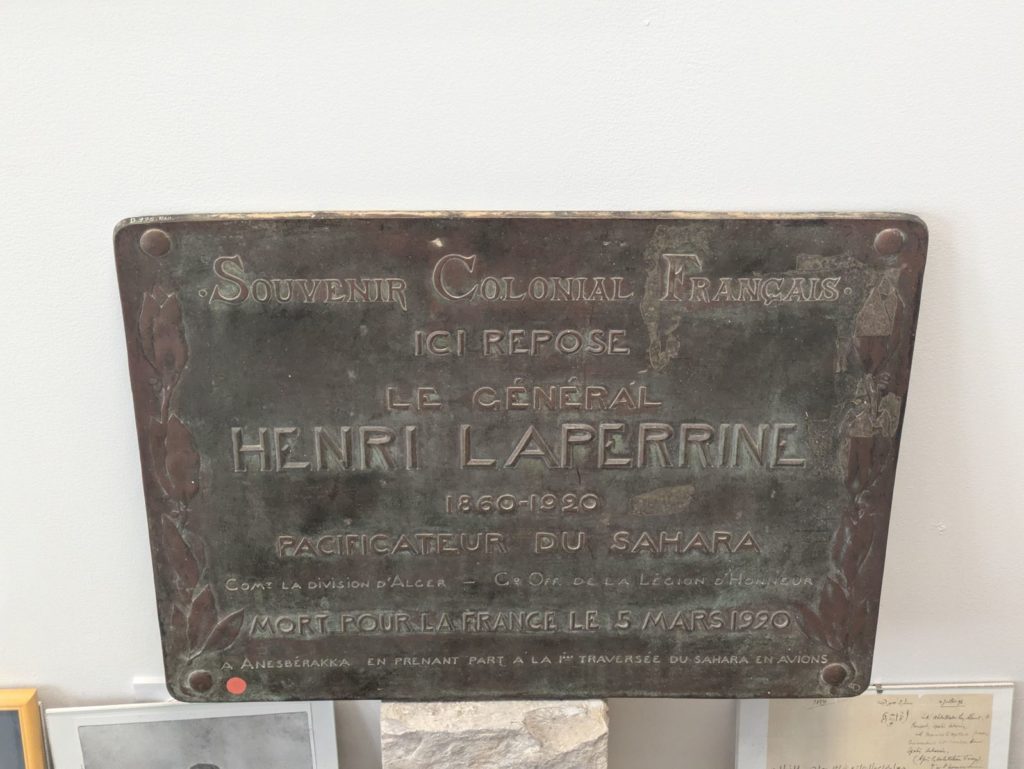 · SOUVENIR COLONIAL FRANÇAIS ·
ICI REPOSE
LE GÉNÉRAL
HENRI LAPERRINE
1860-1920
PACIFICATEUR DU SAHARA
COMT LA DIVISION D'ALGER - GD OFF. DE LA LÉGION D'HONNEUR
MORT POUR LA FRANCE LE 5 MARS 1920
A ANESBÉRAKKA EN PRENANT PART À LA 1ÈRE TRAVERSÉE DU SAHARA EN AVIONS